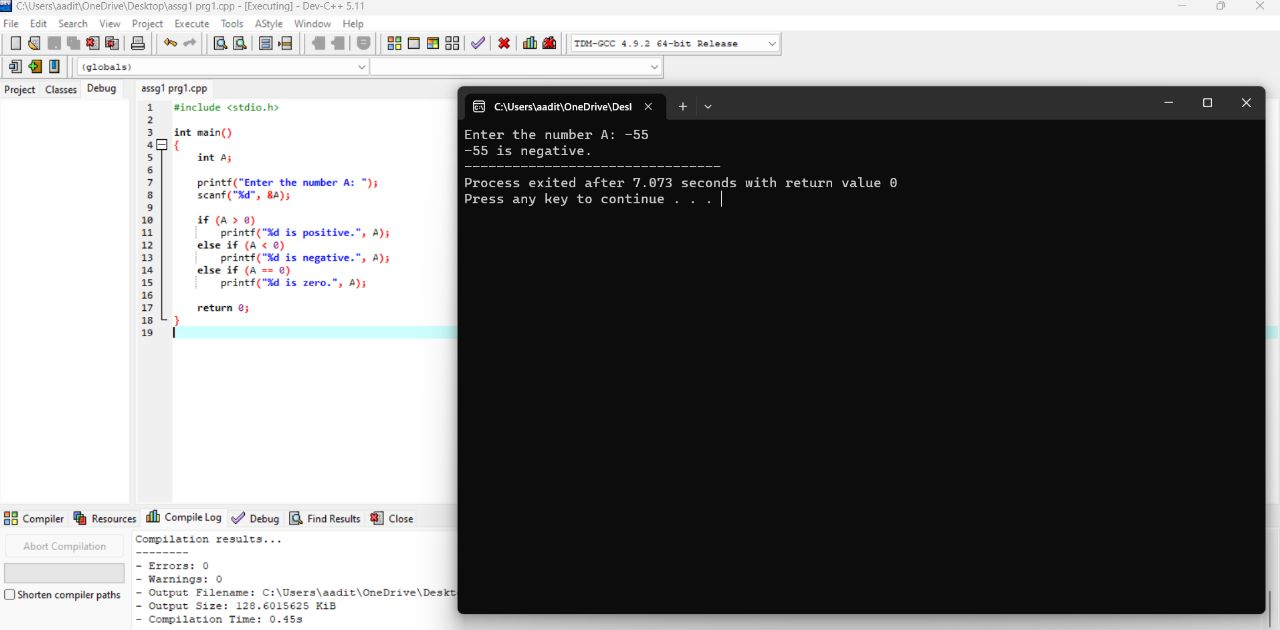 C:\Users\aadit\OneDrive\Desktop\assg1 prg1.cpp - [Executing] - Dev-C++ 5.11
File Edit Search View Project Execute Tools AStyle Window Help
TDM-GCC 4.9.2 64-bit Release
(globals)
Project Classes Debug
assg1 prg1.cpp
1 #include <stdio.h>
2
3 int main()
4 {
5 int A;
6
7 printf("Enter the number A: ");
8 scanf("%d", &A);
9
10 if (A > 0)
11 printf("%d is positive.", A);
12 else if (A < 0)
13 printf("%d is negative.", A);
14 else if (A == 0)
15 printf("%d is zero.", A);
16
17 return 0;
18 }
19
C:\Users\aadit\OneDrive\Desl
Enter the number A: -55
-55 is negative.
--------------------------------
Process exited after 7.073 seconds with return value 0
Press any key to continue . . .
Compiler Resources Compile Log Debug Find Results Close
Abort Compilation
Shorten compiler paths
Compilation results...
--------
- Errors: 0
- Warnings: 0
- Output Filename: C:\Users\aadit\OneDrive\Deskt
- Output Size: 128.6015625 KiB
- Compilation Time: 0.45s